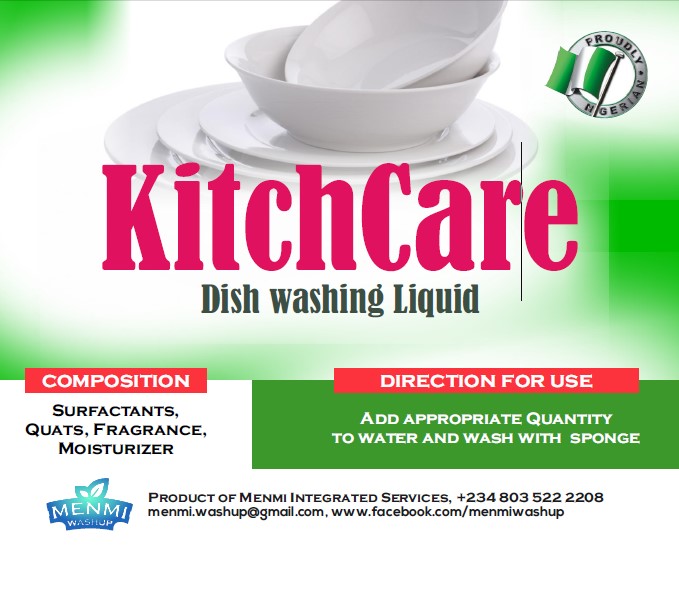 PROUDLY
NIGERIAN
KitchCare
Dish washing Liquid
COMPOSITION
SURFACTANTS,
QUATS, FRAGRANCE,
MOISTURIZER
DIRECTION FOR USE
ADD APPROPRIATE QUANTITY
TO WATER AND WASH WITH SPONGE
MENMI
WASHUP
PRODUCT OF MENMI INTEGRATED SERVICES, +234 803 522 2208
menmi.washup@gmail.com, www.facebook.com/menmiwashup